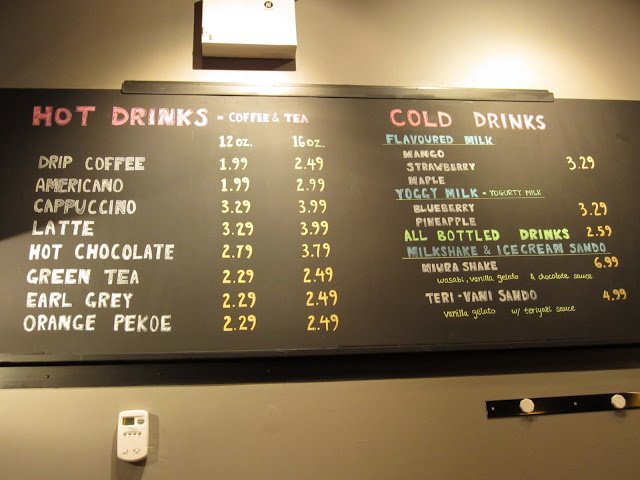 HOT DRINKS - COFFEE & TEA
12 oz. 16 oz.
DRIP COFFEE 1.99 2.49
AMERICANO 1.99 2.99
CAPPUCCINO 3.29 3.99
LATTE 3.29 3.99
HOT CHOCOLATE 2.79 3.79
GREEN TEA 2.29 2.49
EARL GREY 2.29 2.49
ORANGE PEKOE 2.29 2.49
COLD DRINKS
FLAVOURED MILK
MANGO
STRAWBERRY 3.29
MAPLE
YOGGY MILK - YOGURTY MILK
BLUEBERRY 3.29
PINEAPPLE
ALL BOTTLED DRINKS 2.59
MILKSHAKE & ICECREAM SANDO
MIURA SHAKE 6.99
wasabi, vanilla gelato & chocolate sauce
TERI-VANI SANDO 4.99
vanilla gelato w/ teriyaki sauce